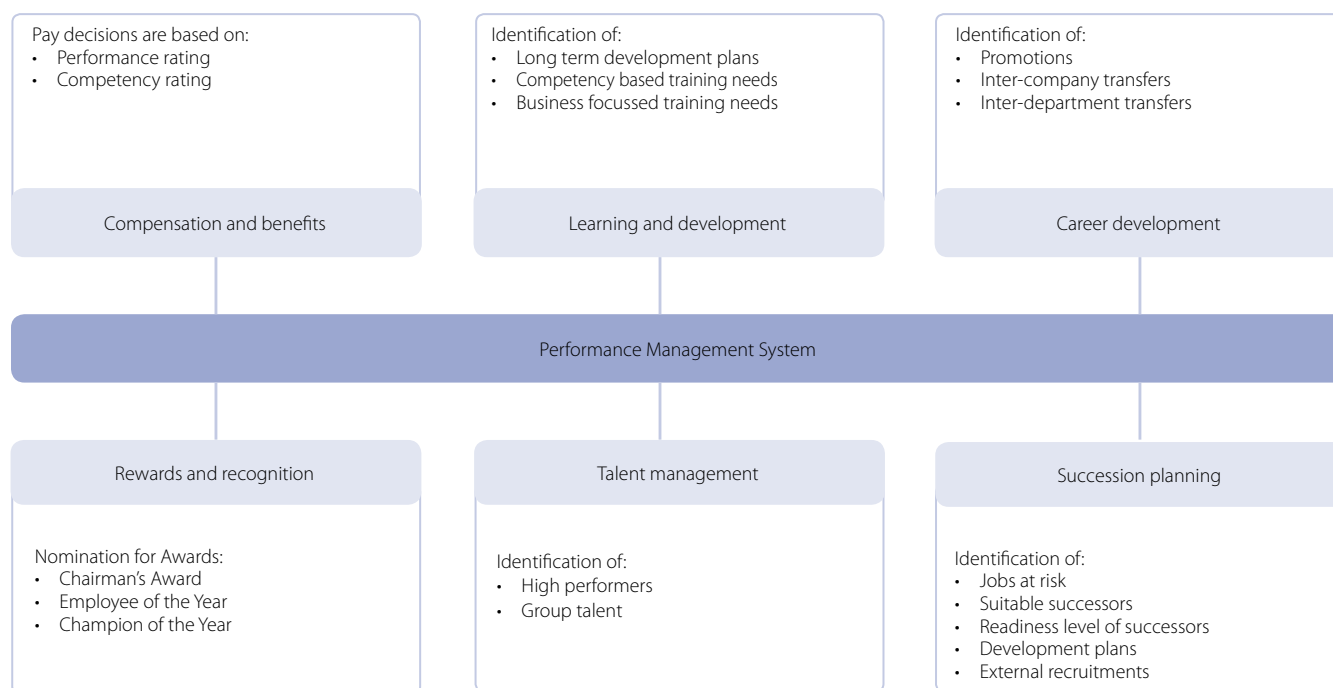 Pay decisions are based on:
• Performance rating
• Competency rating
Compensation and benefits
Identification of:
• Long term development plans
• Competency based training needs
• Business focussed training needs
Learning and development
Identification of:
• Promotions
• Inter-company transfers
• Inter-department transfers
Career development
Performance Management System
Rewards and recognition
Nomination for Awards:
• Chairman's Award
• Employee of the Year
• Champion of the Year
Talent management
Identification of:
• High performers
• Group talent
Succession planning
Identification of:
• Jobs at risk
• Suitable successors
• Readiness level of successors
• Development plans
• External recruitments